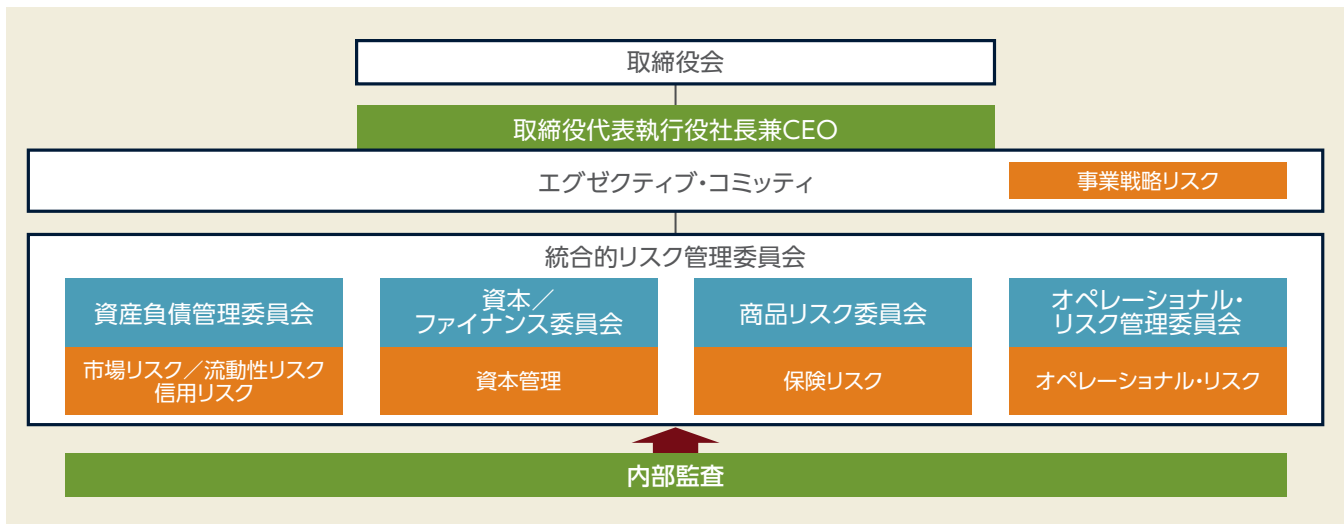 取締役会
取締役代表執行役社長兼CEO
エグゼクティブ・コミッティ
事業戦略リスク
統合的リスク管理委員会
資産負債管理委員会
市場リスク／流動性リスク
信用リスク
資本／
ファイナンス委員会
資本管理
商品リスク委員会
保険リスク
オペレーショナル・
リスク管理委員会
オペレーショナル・リスク
内部監査